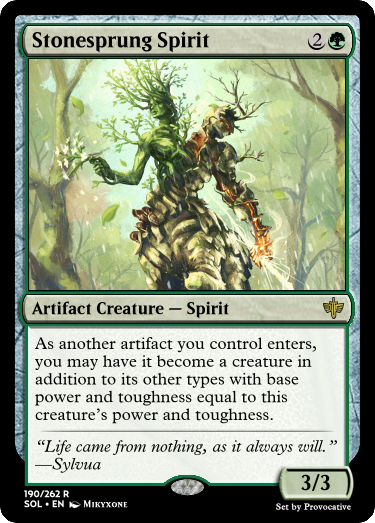 Stonesprung Spirit 2
Artifact Creature — Spirit
As another artifact you control enters,
you may have it become a creature in
addition to its other types with base
power and toughness equal to this
creature's power and toughness.
“Life came from nothing, as it always will.”
—Sylvua
3/3
190/262 R
SOL • EN Mikyxone
Set by Provocative